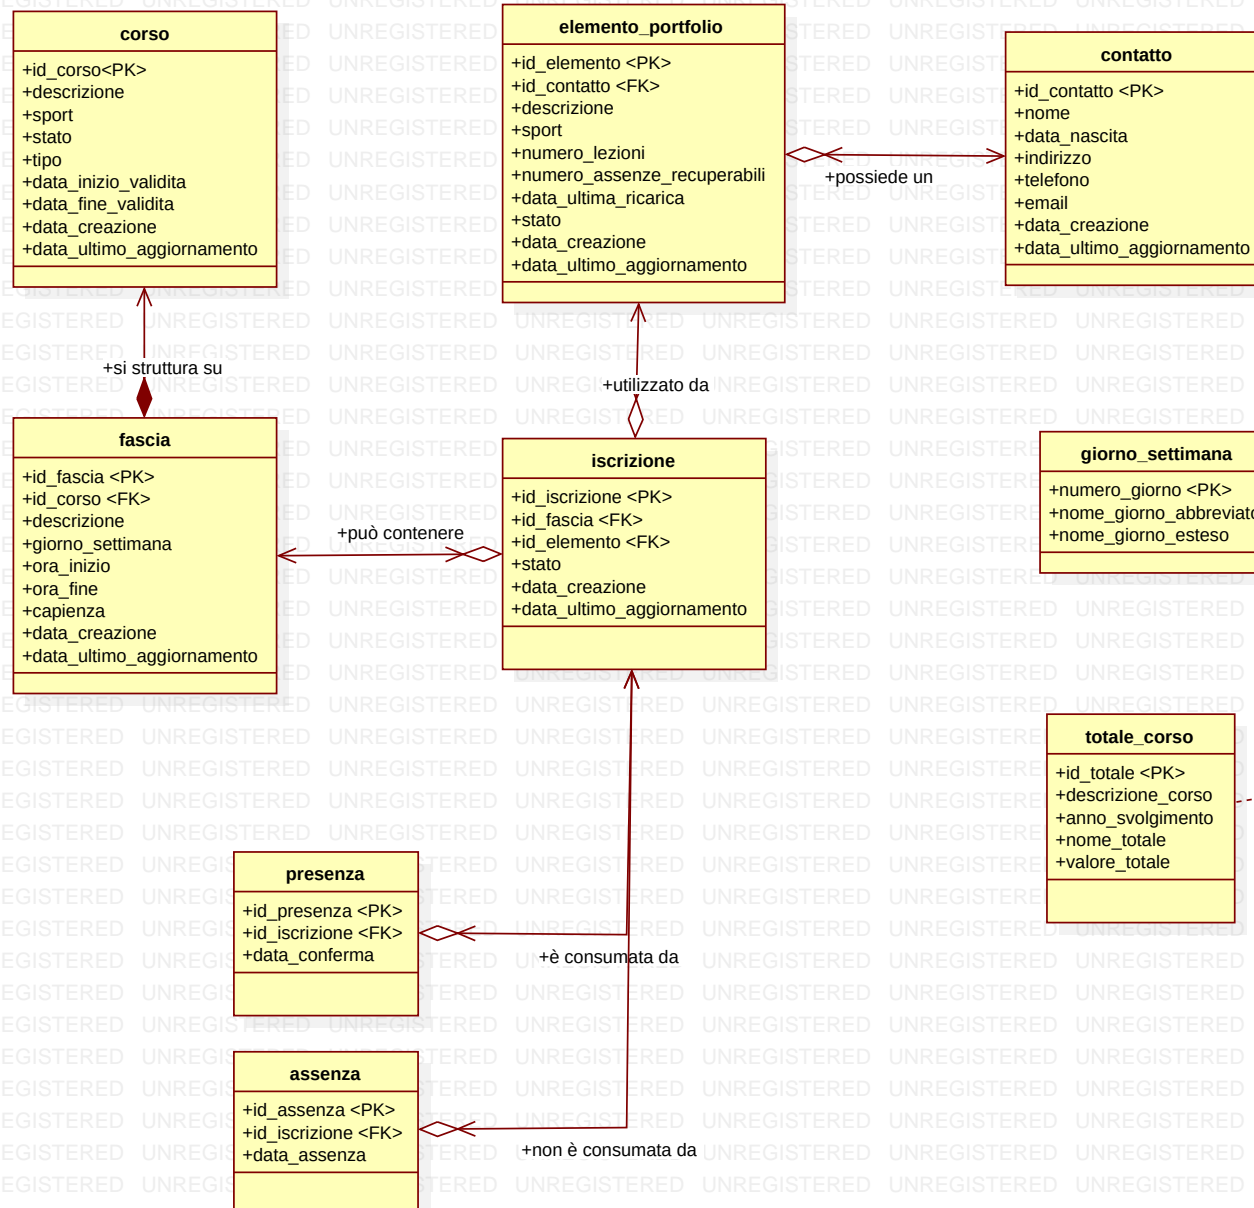 corso
+id_corso<PK>
+descrizione
+sport
+stato
+tipo
+data_inizio_validita
+data_fine_validita
+data_creazione
+data_ultimo_aggiornamento
elemento_portfolio
+id_elemento <PK>
+id_contatto <FK>
+descrizione
+sport
+numero_lezioni
+numero_assenze_recuperabili
+data_ultima_ricarica
+stato
+data_creazione
+data_ultimo_aggiornamento
contatto
+id_contatto <PK>
+nome
+data_nascita
+indirizzo
+telefono
+email
+data_creazione
+data_ultimo_aggiornamento
+possiede un
+si struttura su
+utilizzato da
fascia
+id_fascia <PK>
+id_corso <FK>
+descrizione
+giorno_settimana
+ora_inizio
+ora_fine
+capienza
+data_creazione
+data_ultimo_aggiornamento
+può contenere
iscrizione
+id_iscrizione <PK>
+id_fascia <FK>
+id_elemento <FK>
+stato
+data_creazione
+data_ultimo_aggiornamento
giorno_settimana
+numero_giorno <PK>
+nome_giorno_abbreviato
+nome_giorno_esteso
totale_corso
+id_totale <PK>
+descrizione_corso
+anno_svolgimento
+nome_totale
+valore_totale
presenza
+id_presenza <PK>
+id_iscrizione <FK>
+data_conferma
+è consumata da
assenza
+id_assenza <PK>
+id_iscrizione <FK>
+data_assenza
+non è consumata da
UNREGISTERED